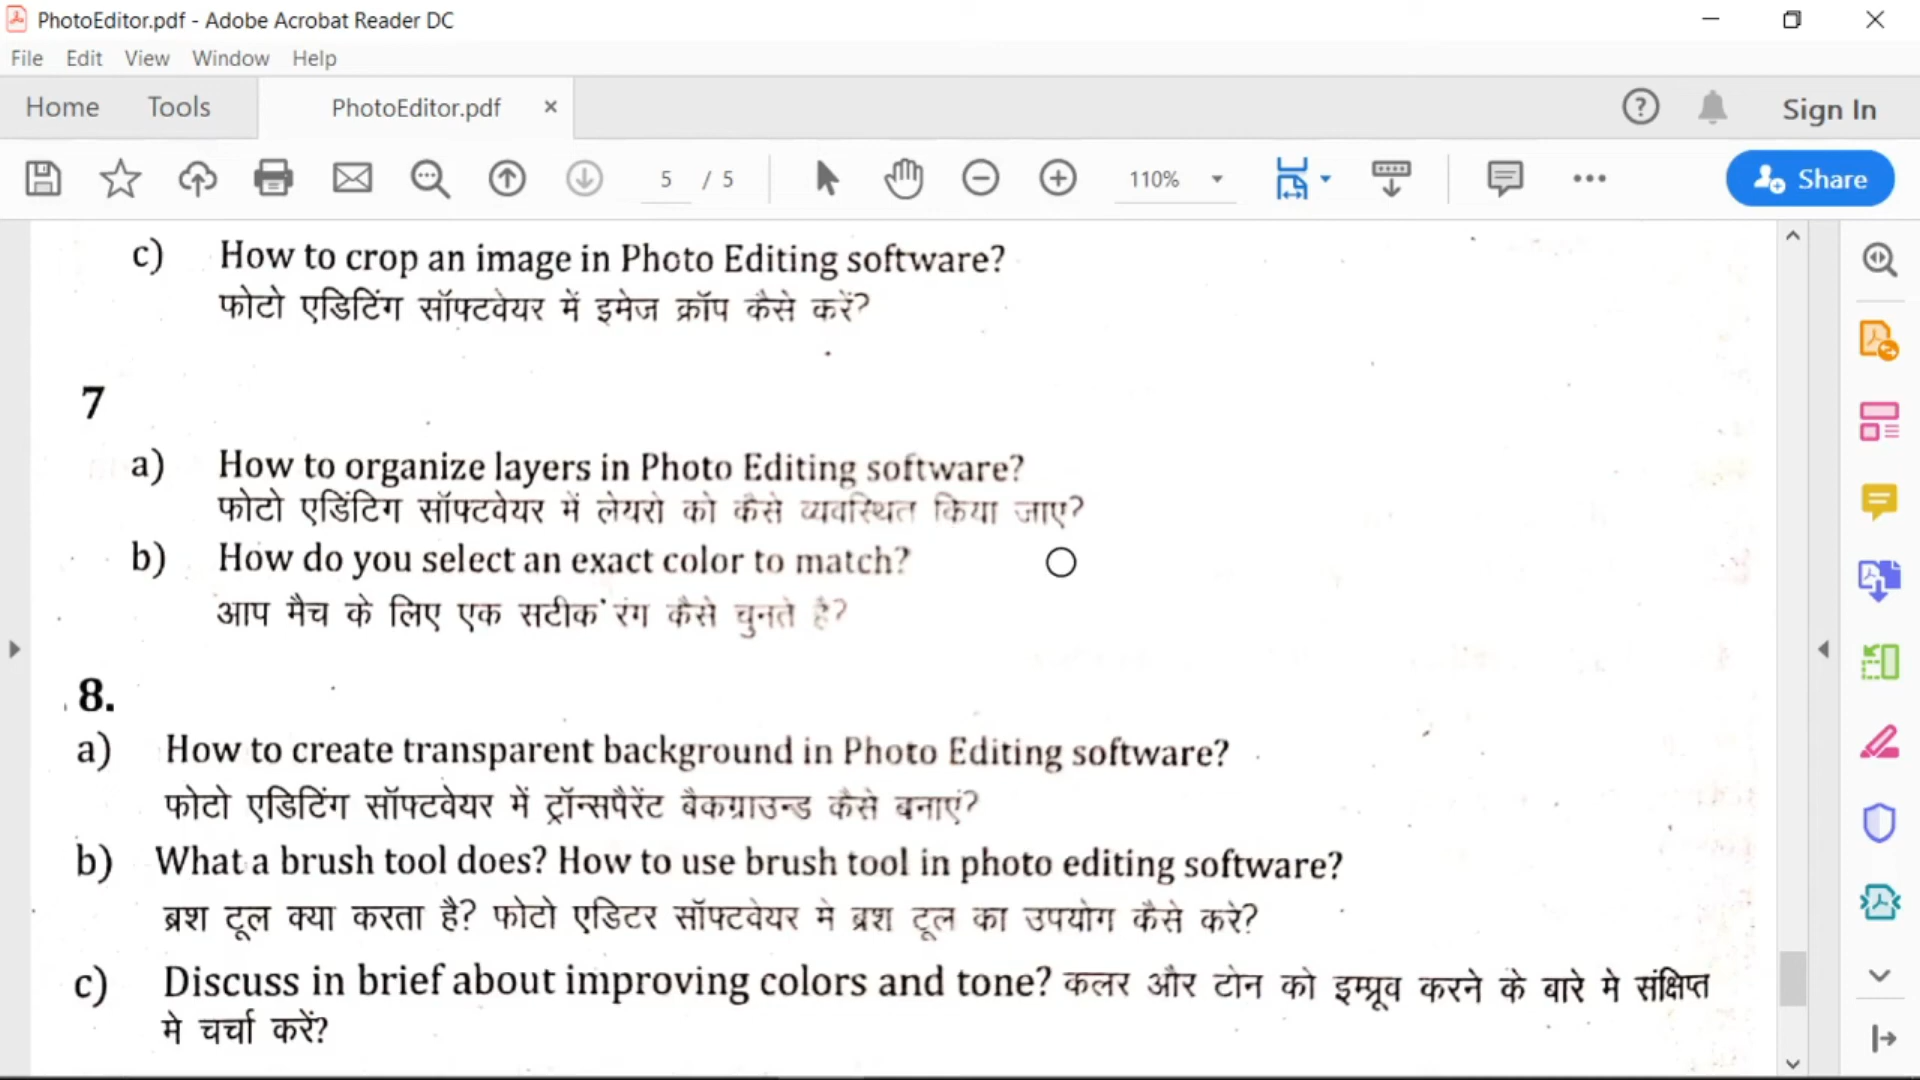 PhotoEditor.pdf - Adobe Acrobat Reader DC
File Edit View Window Help
Home Tools PhotoEditor.pdf × Sign In
5 / 5 110% Share
c) How to crop an image in Photo Editing software?
फोटो एडिटिंग सॉफ्टवेयर में इमेज क्रॉप कैसे करें?
7
a) How to organize layers in Photo Editing software?
फोटो एडिंटिग सॉफ्टवेयर में लेयरो को कैसे व्यवस्थित किया जाए?
b) How do you select an exact color to match?
आप मैच के लिए एक सटीक रंग कैसे चुनते है?
8.
a) How to create transparent background in Photo Editing software?
फोटो एडिटिंग सॉफ्टवेयर में ट्रॉन्सपैरेंट बैकग्राउन्ड कैसे बनाएं?
b) What a brush tool does? How to use brush tool in photo editing software?
ब्रश टूल क्या करता है? फोटो एडिटर सॉफ्टवेयर मे ब्रश टूल का उपयोग कैसे करे?
c) Discuss in brief about improving colors and tone? कलर और टोन को इम्प्रूव करने के बारे मे संक्षिप्त
मे चर्चा करें?